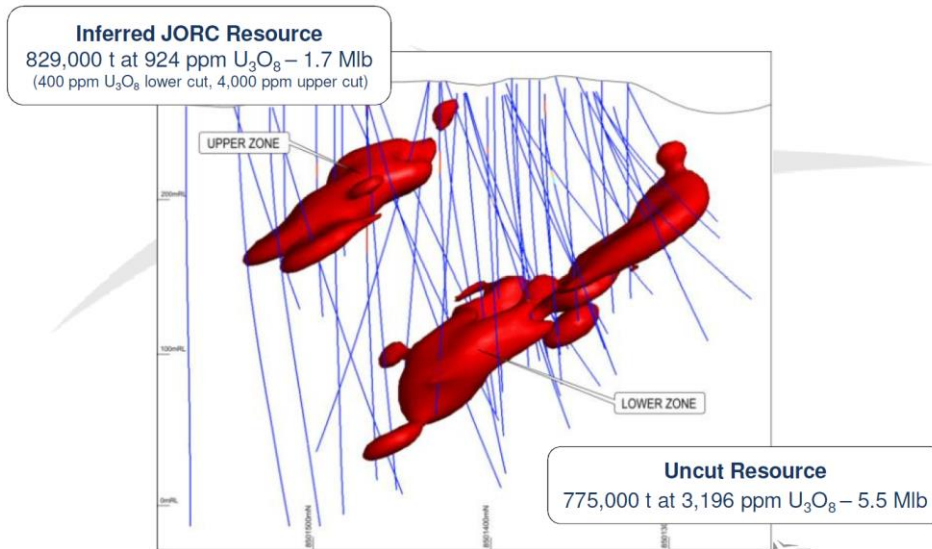 Inferred JORC Resource
829,000 t at 924 ppm U₃O₈ – 1.7 Mlb
(400 ppm U₃O₈ lower cut, 4,000 ppm upper cut)
UPPER ZONE
200mRL
100mRL
LOWER ZONE
Uncut Resource
775,000 t at 3,196 ppm U₃O₈ – 5.5 Mlb
0mRL
8501500mN
8501400mN